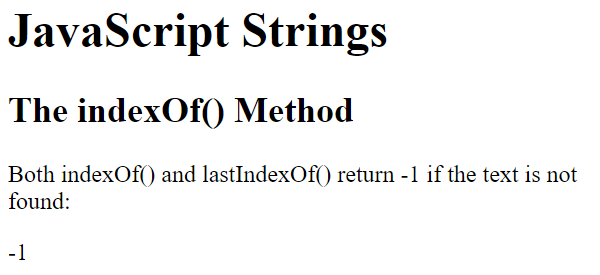 JavaScript Strings
The indexOf() Method
Both indexOf() and lastIndexOf() return -1 if the text is not
found:
-1